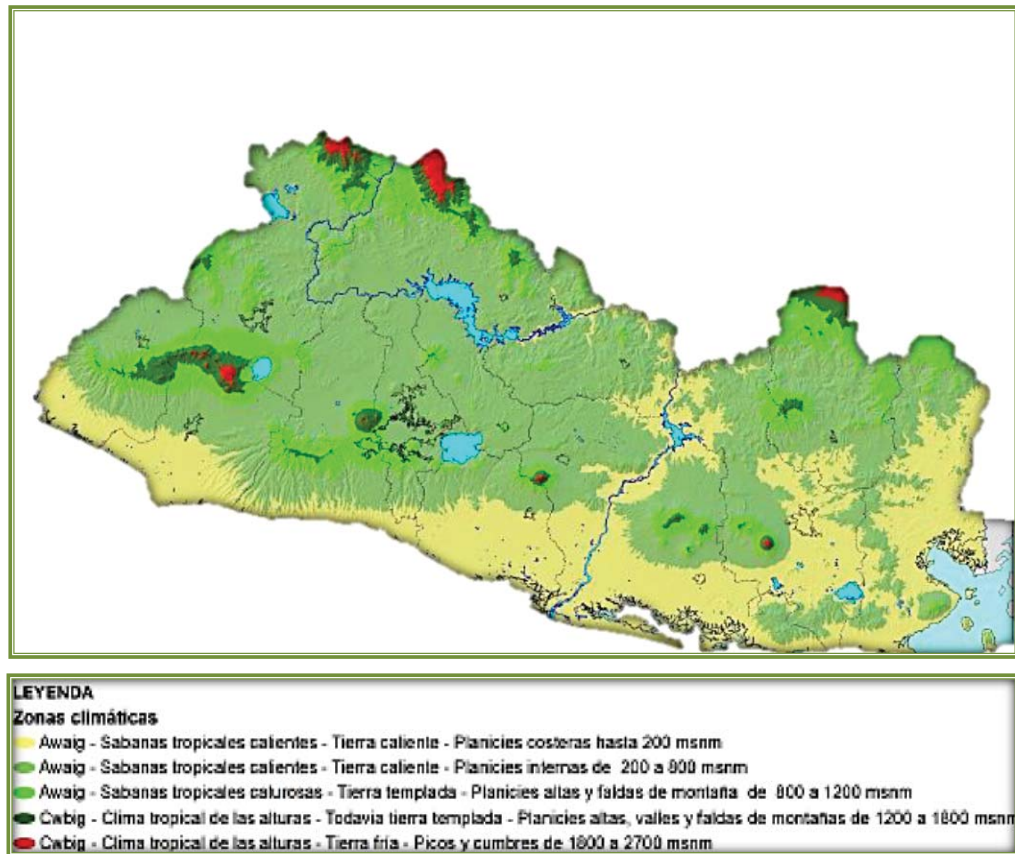 LEYENDA
Zonas climáticas
Awaig - Sabanas tropicales calientes - Tierra caliente - Planicies costeras hasta 200 msnm
Awaig - Sabanas tropicales calientes - Tierra caliente - Planicies internas de 200 a 800 msnm
Awaig - Sabanas tropicales calurosas - Tierra templada - Planicies altas y faldas de montaña de 800 a 1200 msnm
Cwbig - Clima tropical de las alturas - Todavia tierra templada - Planicies altas, valles y faldas de montañas de 1200 a 1800 msnm
Cwbig - Clima tropical de las alturas - Tierra fría - Picos y cumbres de 1800 a 2700 msnm